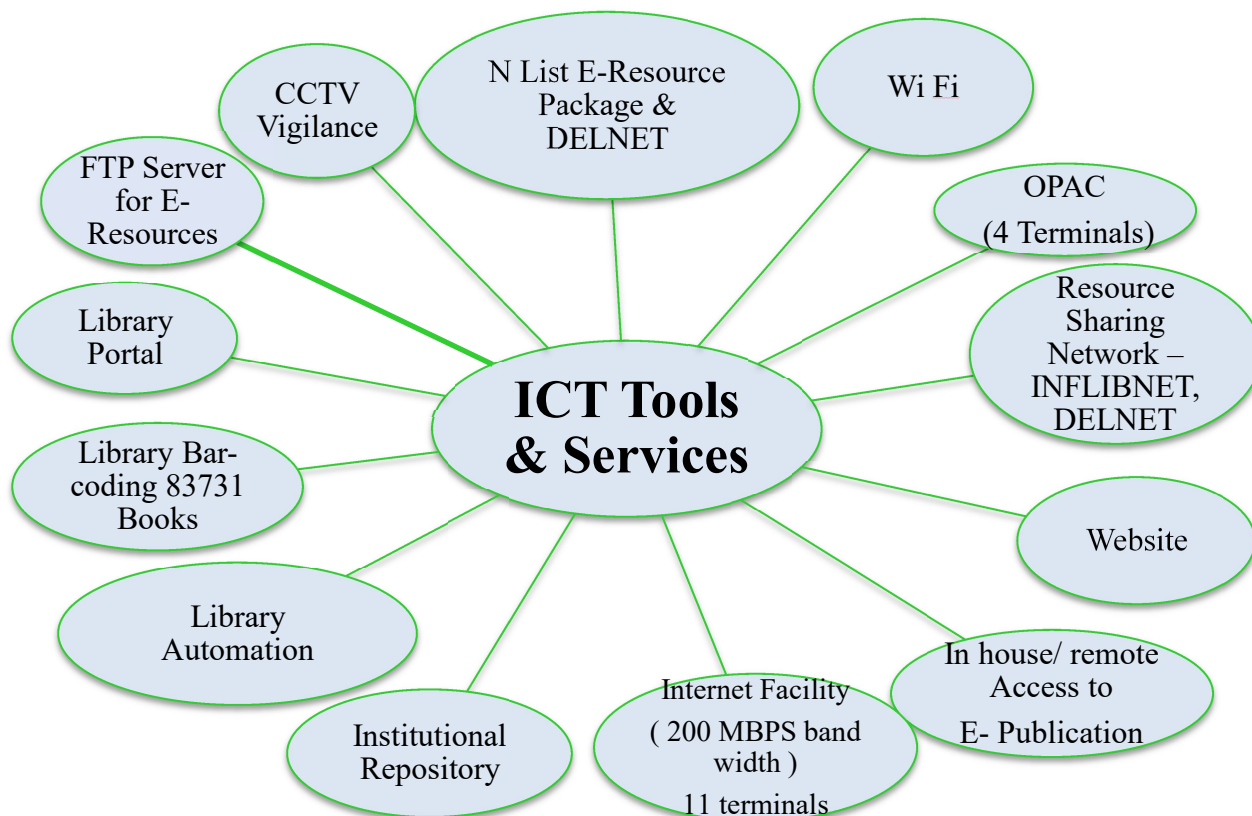 N List E-Resource
Package &
DELNET
Wi Fi
CCTV
Vigilance
FTP Server
for E-
Resources
OPAC
(4 Terminals)
Resource
Sharing
Network –
INFLIBNET,
DELNET
Library
Portal
ICT Tools
& Services
Library Bar-
coding 83731
Books
Website
Library
Automation
In house/ remote
Access to
E- Publication
Internet Facility
( 200 MBPS band
width )
11 terminals
Institutional
Repository